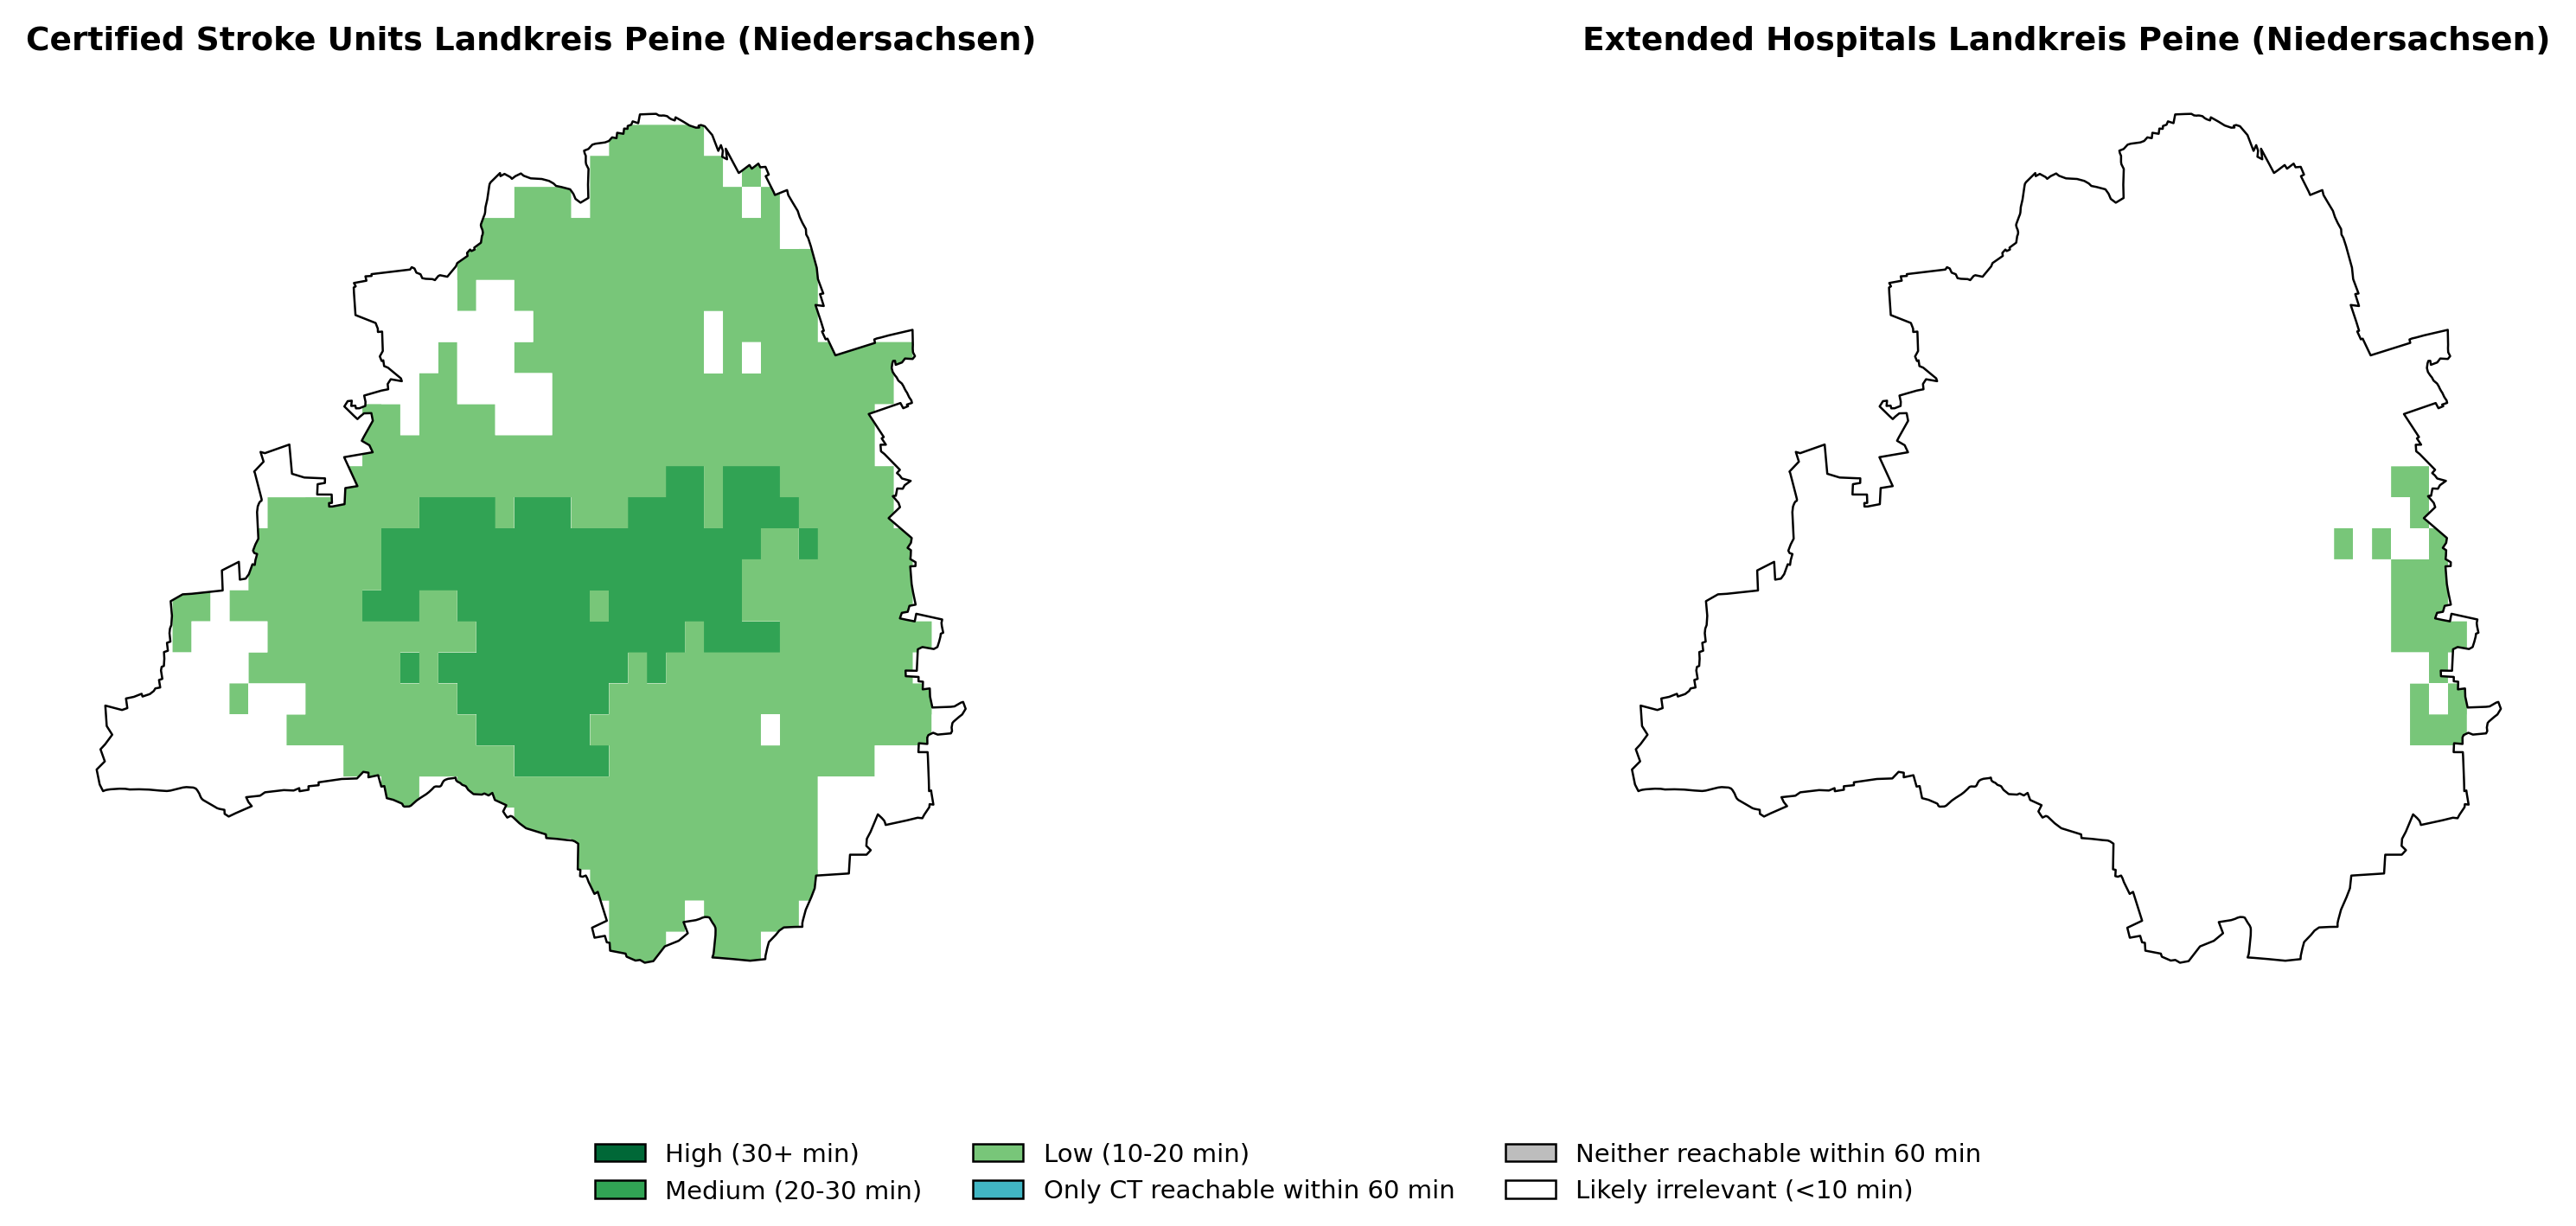 Certified Stroke Units Landkreis Peine (Niedersachsen)
Extended Hospitals Landkreis Peine (Niedersachsen)
High (30+ min)
Medium (20-30 min)
Low (10-20 min)
Only CT reachable within 60 min
Neither reachable within 60 min
Likely irrelevant (<10 min)